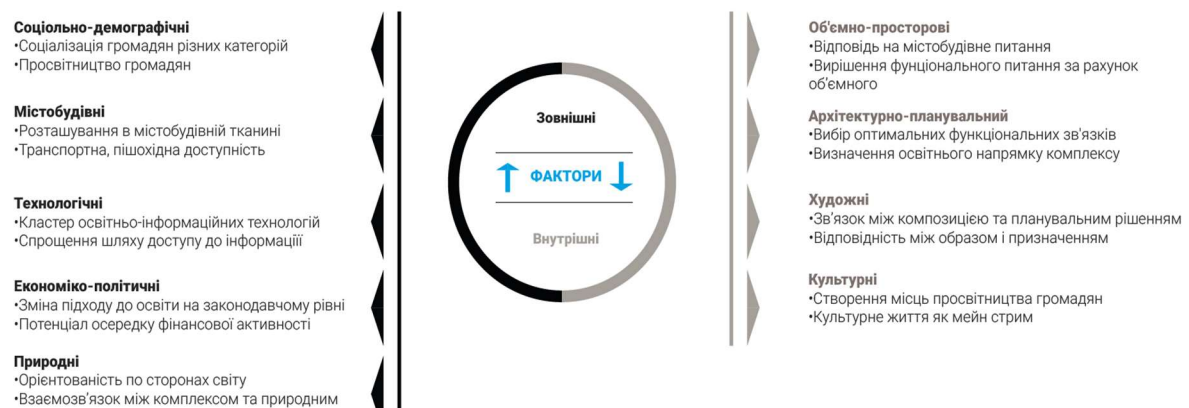 Соціольно-демографічні
•Соціалізація громадян різних категорій
•Просвітництво громадян
Містобудівні
•Розташування в містобудівній тканині
•Транспортна, пішохідна доступність
Технологічні
•Кластер освітньо-інформаційних технологій
•Спрощення шляху доступу до інформаціії
Економіко-політичні
•Зміна підходу до освіти на законодавчому рівні
•Потенціал осередку фінансової активності
Природні
•Орієнтованість по сторонах світу
•Взаємозв’язок між комплексом та природним
Зовнішні
ФАКТОРИ
Внутрішні
Об'ємно-просторові
•Відповідь на містобудівне питання
•Вирішення фунціонального питання за рахунок
об’ємного
Архітектурно-планувальний
•Вибір оптимальних функціональних зв'язків
•Визначення освітнього напрямку комплексу
Художні
•Зв’язок між композицією та планувальним рішенням
•Відповідність між образом і призначенням
Культурні
•Створення місць просвітництва громадян
•Культурне життя як мейн стрим